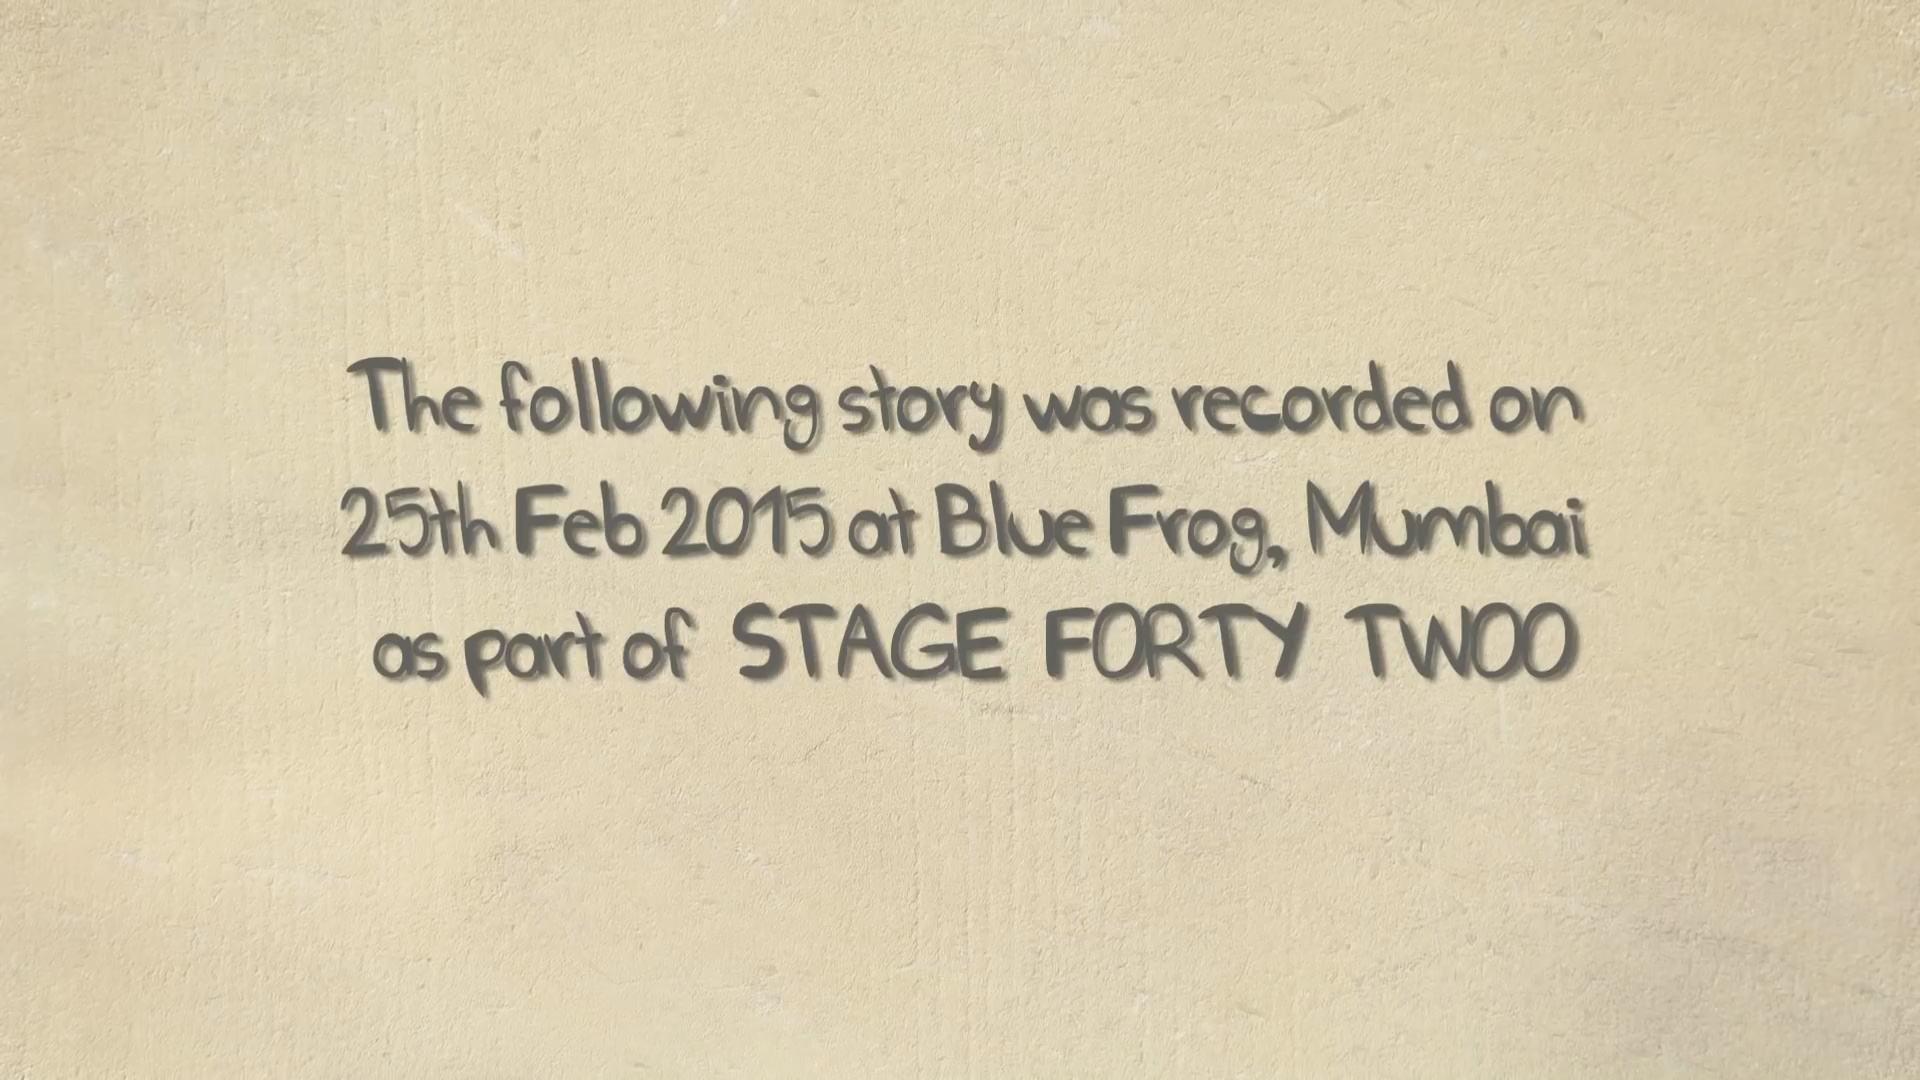 The following story was recorded on
25th Feb 2015 at Blue Frog, Mumbai
as part of STAGE FORTY TWOO